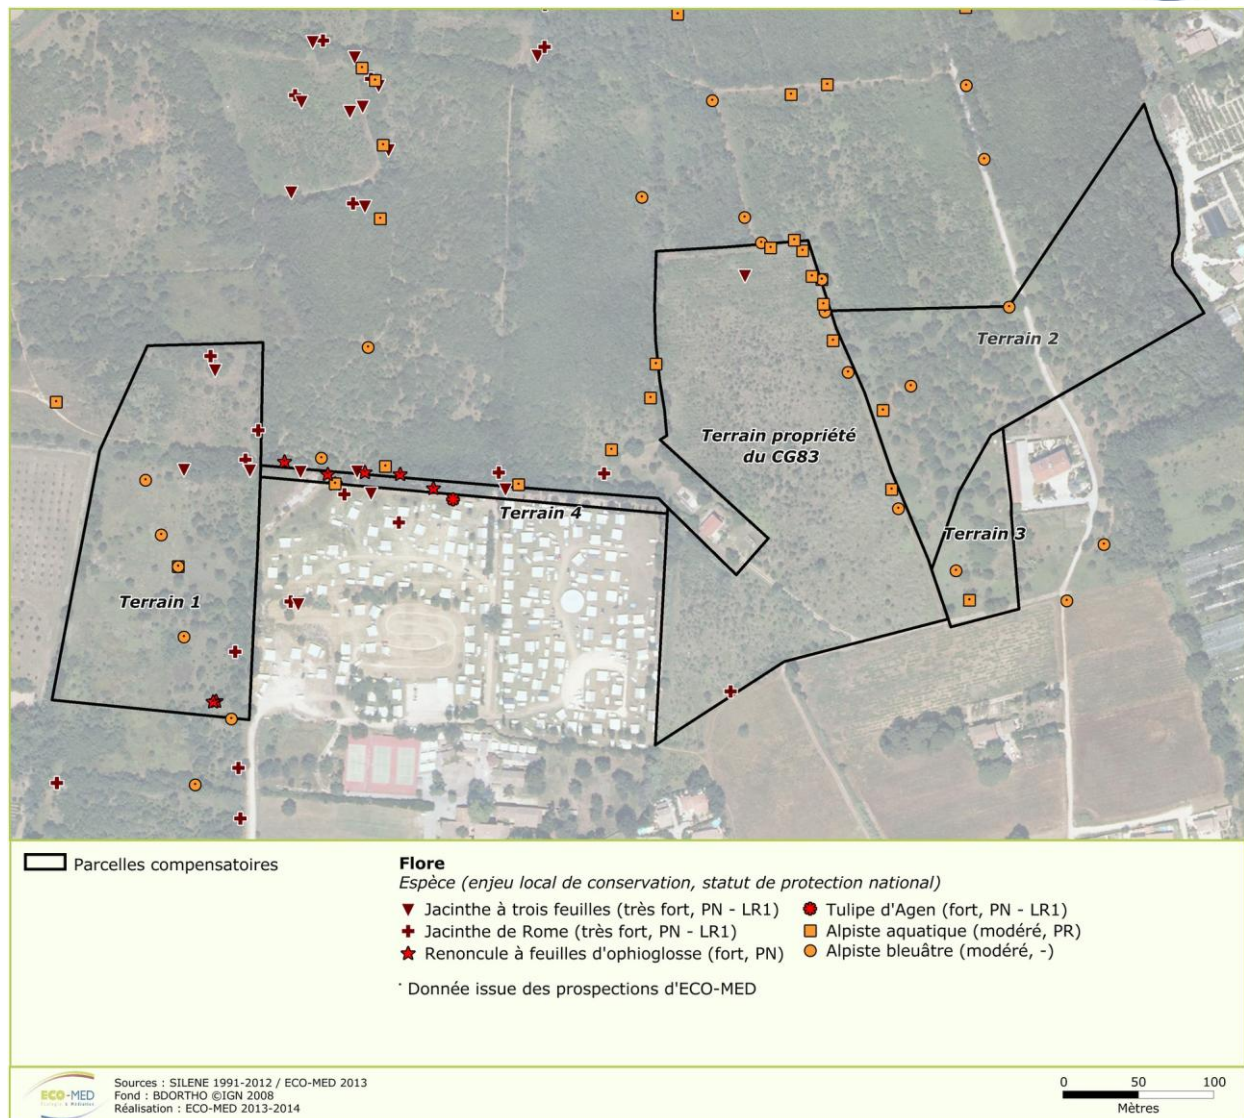 Terrain 2
Terrain propriété
du CG83
Terrain 4
Terrain 3
Terrain 1
Parcelles compensatoires
Flore
Espèce (enjeu local de conservation, statut de protection national)
Jacinthe à trois feuilles (très fort, PN - LR1)
Jacinthe de Rome (très fort, PN - LR1)
Renoncule à feuilles d'ophioglosse (fort, PN)
Tulipe d'Agen (fort, PN - LR1)
Alpiste aquatique (modéré, PR)
Alpiste bleuâtre (modéré, -)
Donnée issue des prospections d'ECO-MED
ECO-MED
Sources : SILENE 1991-2012 / ECO-MED 2013
Fond : BDORTHO ©IGN 2008
Réalisation : ECO-MED 2013-2014
0 50 100
Mètres